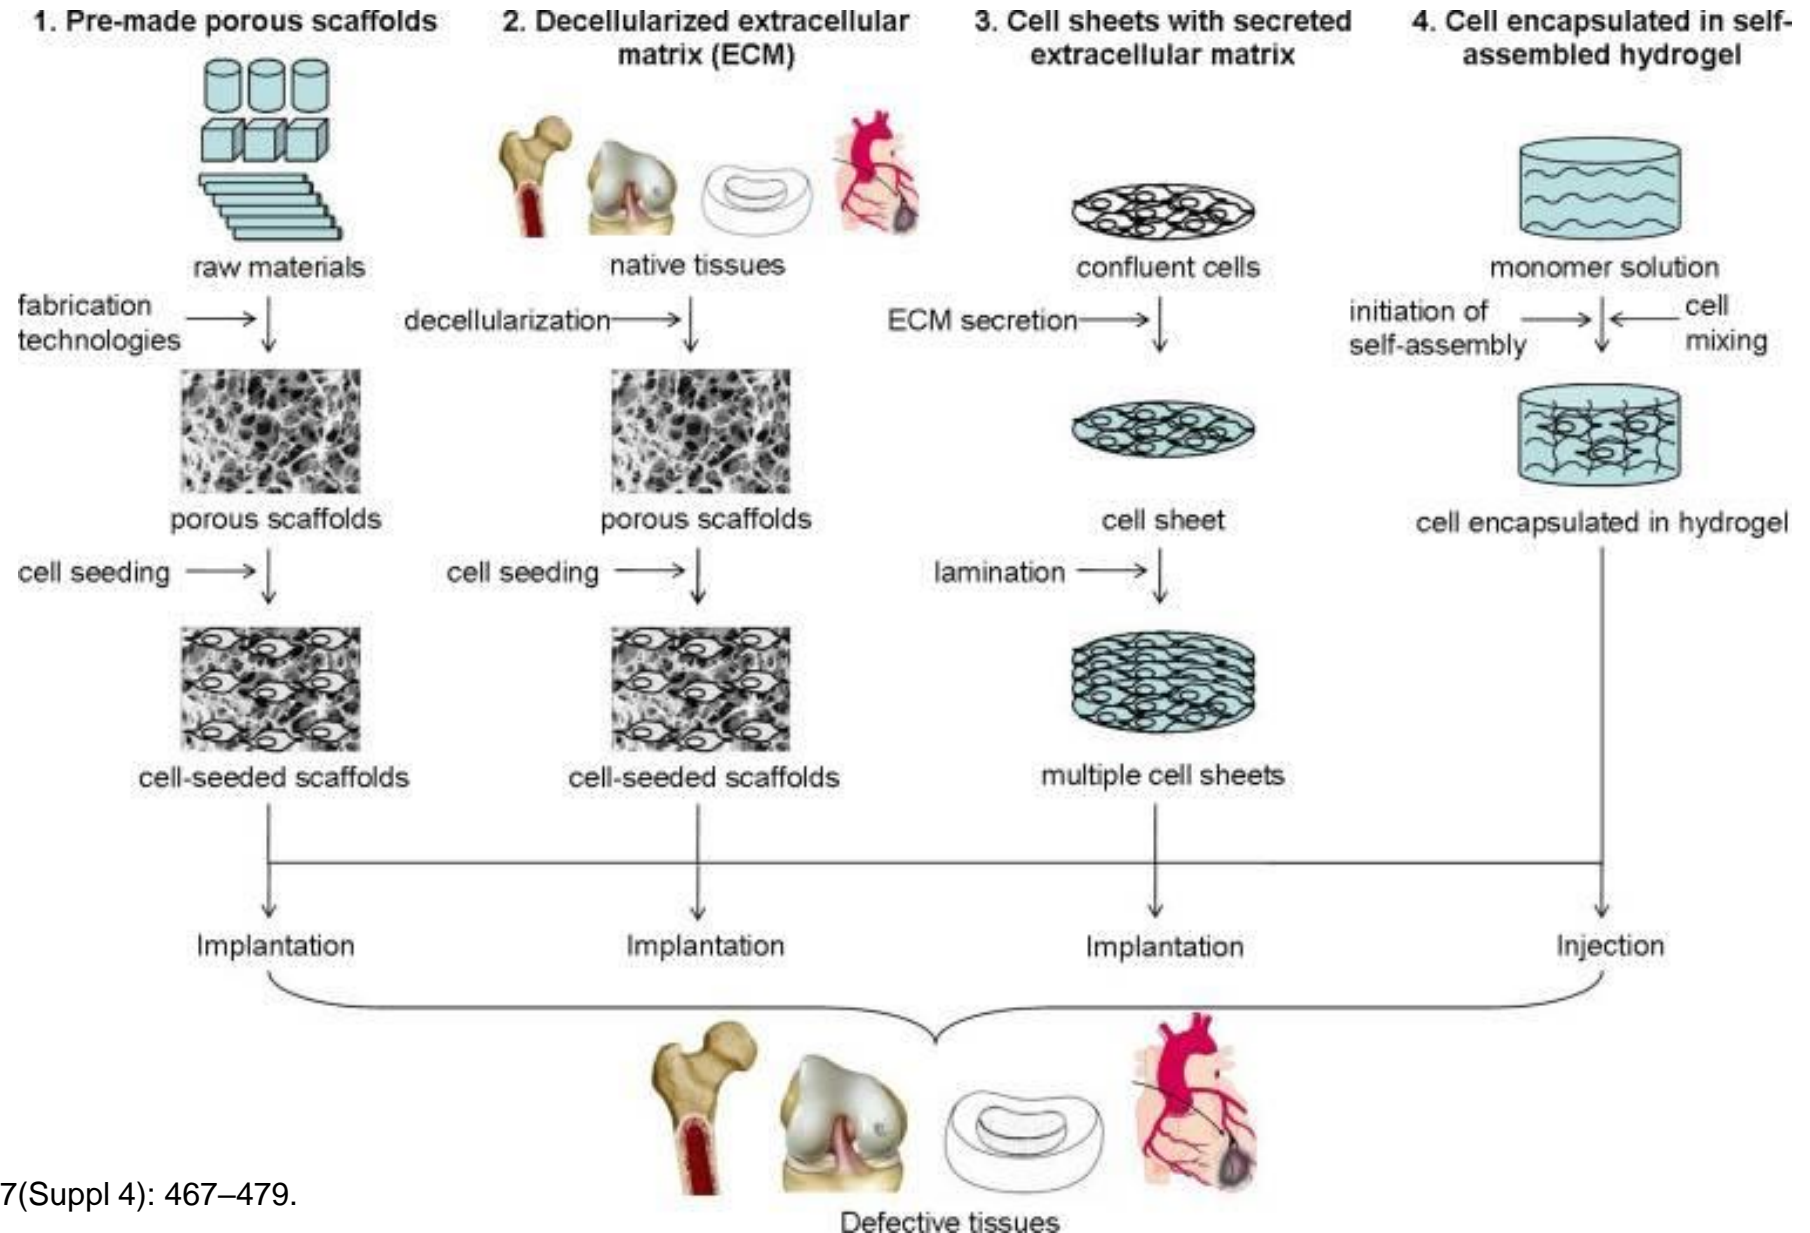 1. Pre-made porous scaffolds
raw materials
fabrication
technologies
porous scaffolds
cell seeding
cell-seeded scaffolds
Implantation
2. Decellularized extracellular
matrix (ECM)
native tissues
decellularization
porous scaffolds
cell seeding
cell-seeded scaffolds
Implantation
3. Cell sheets with secreted
extracellular matrix
confluent cells
ECM secretion
cell sheet
lamination
multiple cell sheets
Implantation
4. Cell encapsulated in self-
assembled hydrogel
monomer solution
initiation of
self-assembly
cell
mixing
cell encapsulated in hydrogel
Injection
Defective tissues
7(Suppl 4): 467–479.